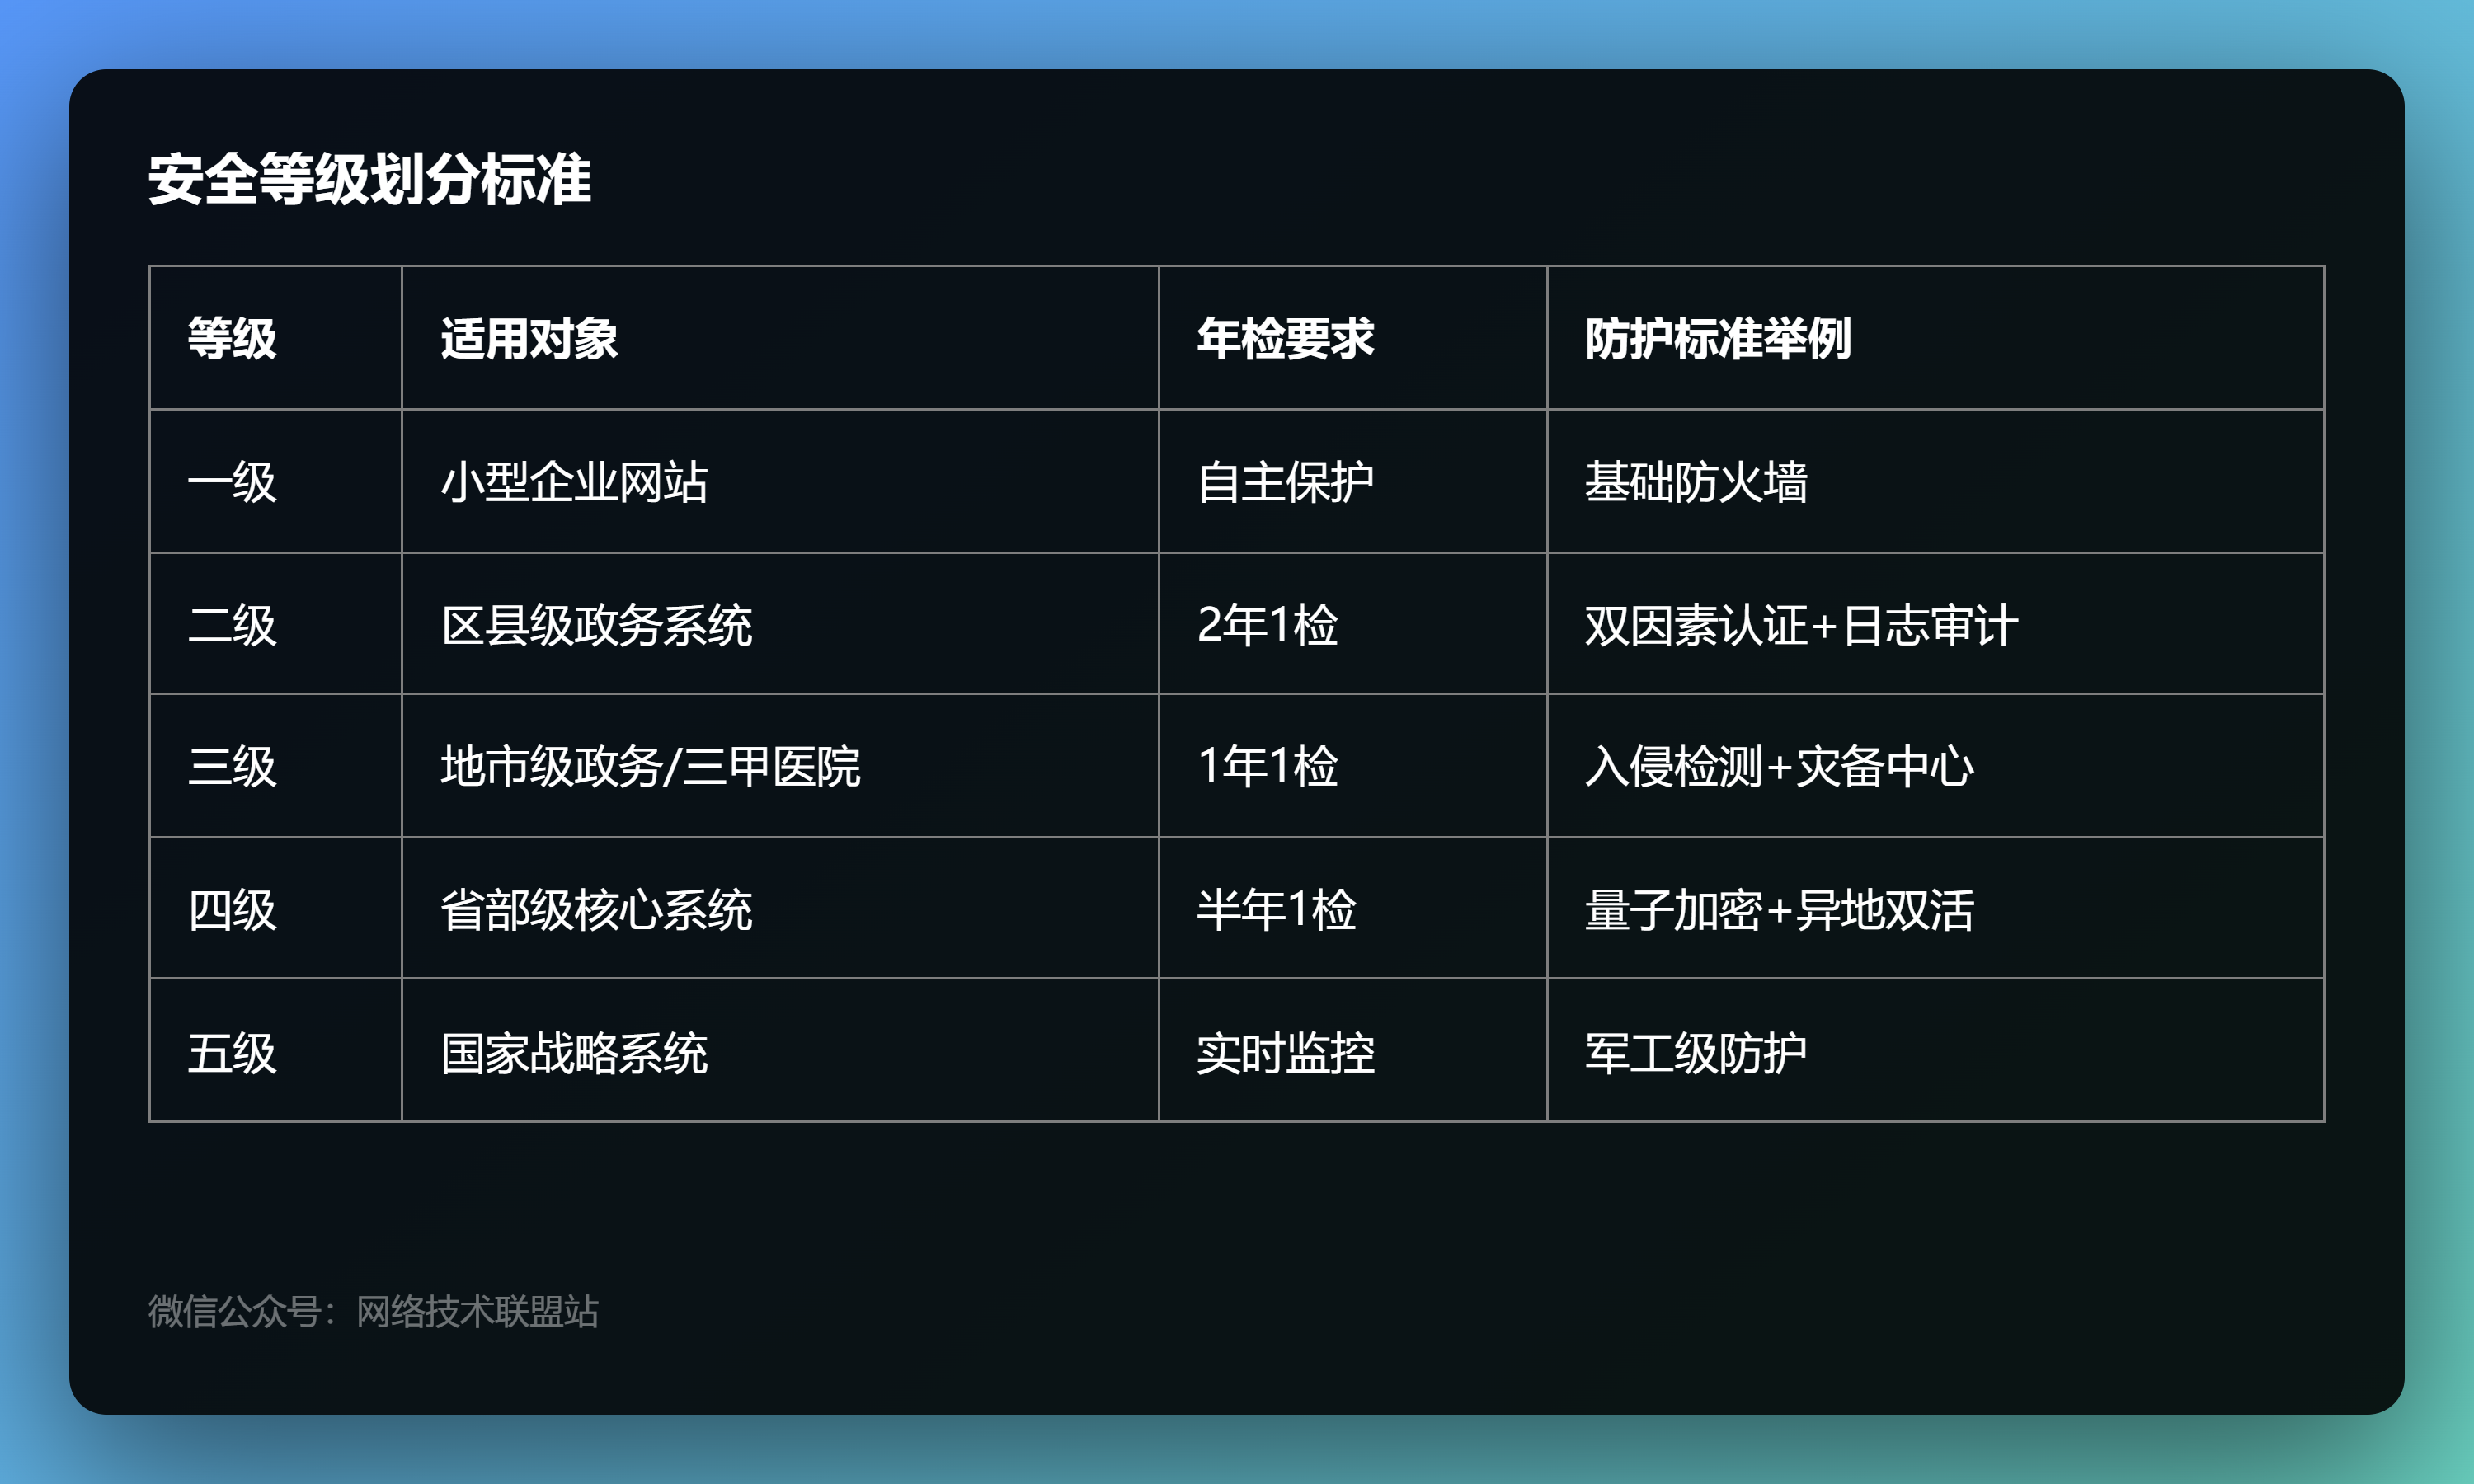 安全等级划分标准
等级 适用对象 年检要求 防护标准举例
一级 小型企业网站 自主保护 基础防火墙
二级 区县级政务系统 2年1检 双因素认证+日志审计
三级 地市级政务/三甲医院 1年1检 入侵检测+灾备中心
四级 省部级核心系统 半年1检 量子加密+异地双活
五级 国家战略系统 实时监控 军工级防护
微信公众号：网络技术联盟站